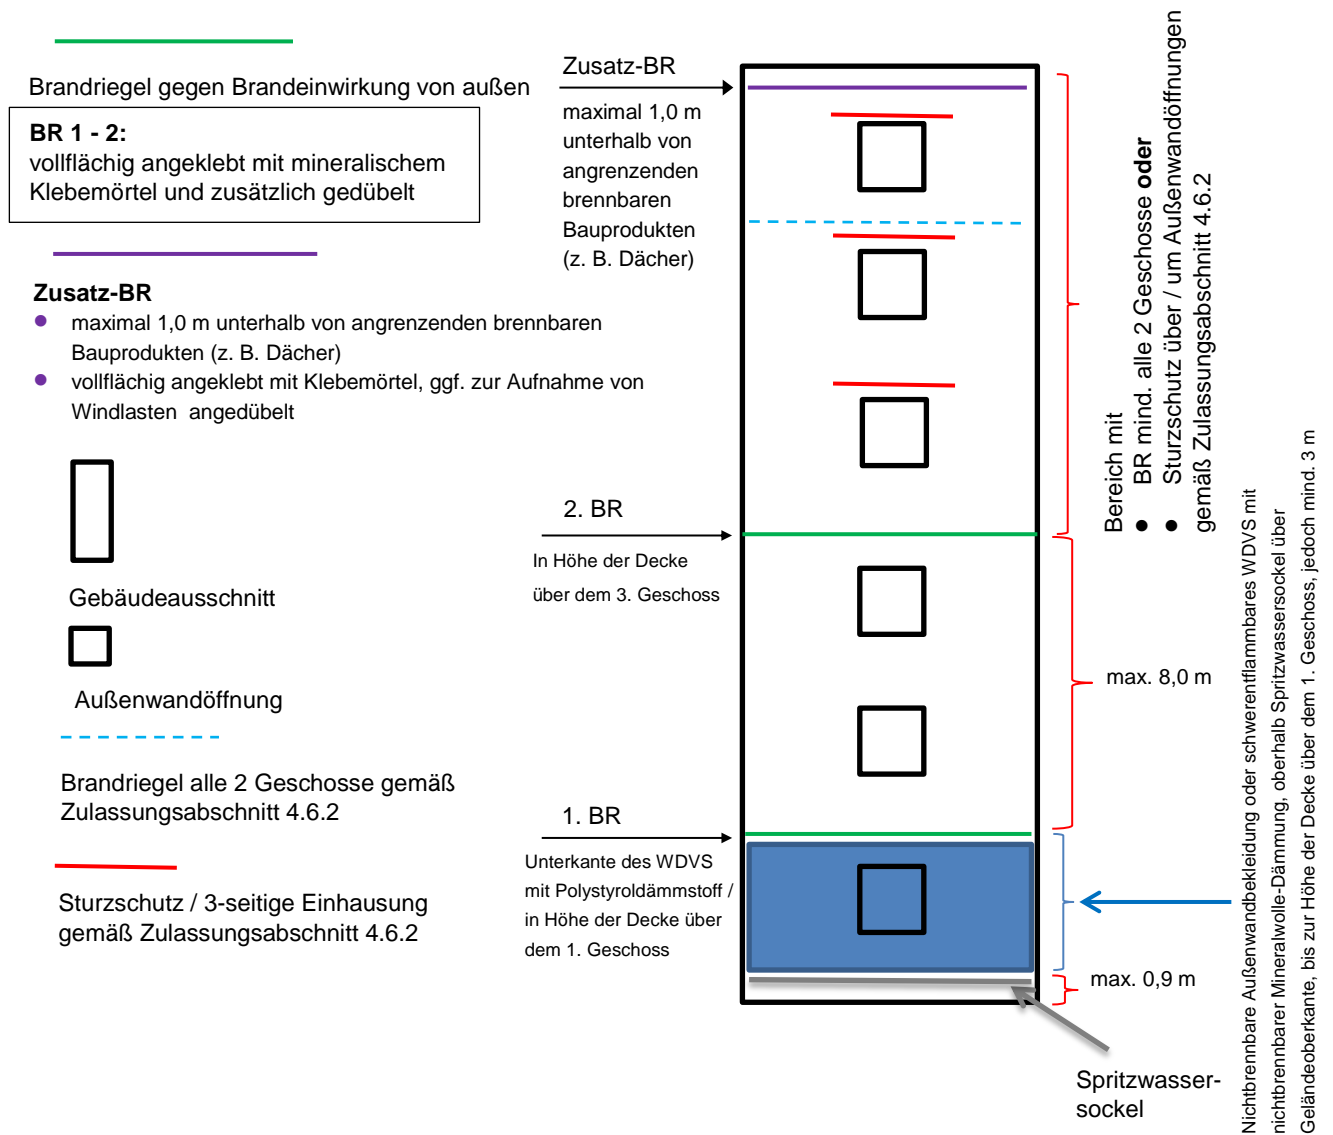 Brandriegel gegen Brandeinwirkung von außen
BR 1 - 2:
vollflächig angeklebt mit mineralischem
Klebemörtel und zusätzlich gedübelt
Zusatz-BR
● maximal 1,0 m unterhalb von angrenzenden brennbaren
Bauprodukten (z. B. Dächer)
● vollflächig angeklebt mit Klebemörtel, ggf. zur Aufnahme von
Windlasten angedübelt
Gebäudeausschnitt
Außenwandöffnung
Brandriegel alle 2 Geschosse gemäß
Zulassungsabschnitt 4.6.2
Sturzschutz / 3-seitige Einhausung
gemäß Zulassungsabschnitt 4.6.2
Zusatz-BR
maximal 1,0 m
unterhalb von
angrenzenden
brennbaren
Bauprodukten
(z. B. Dächer)
2. BR
In Höhe der Decke
über dem 3. Geschoss
1. BR
Unterkante des WDVS
mit Polystyroldämmstoff /
in Höhe der Decke über
dem 1. Geschoss
Bereich mit
● BR mind. alle 2 Geschosse oder
● Sturzschutz über / um Außenwandöffnungen
gemäß Zulassungsabschnitt 4.6.2
max. 8,0 m
max. 0,9 m
Spritzwasser-
sockel
Nichtbrennbare Außenwandbekleidung oder schwerentflammbares WDVS mit
nichtbrennbarer Mineralwolle-Dämmung, oberhalb Spritzwassersockel über
Geländeoberkante, bis zur Höhe der Decke über dem 1. Geschoss, jedoch mind. 3 m